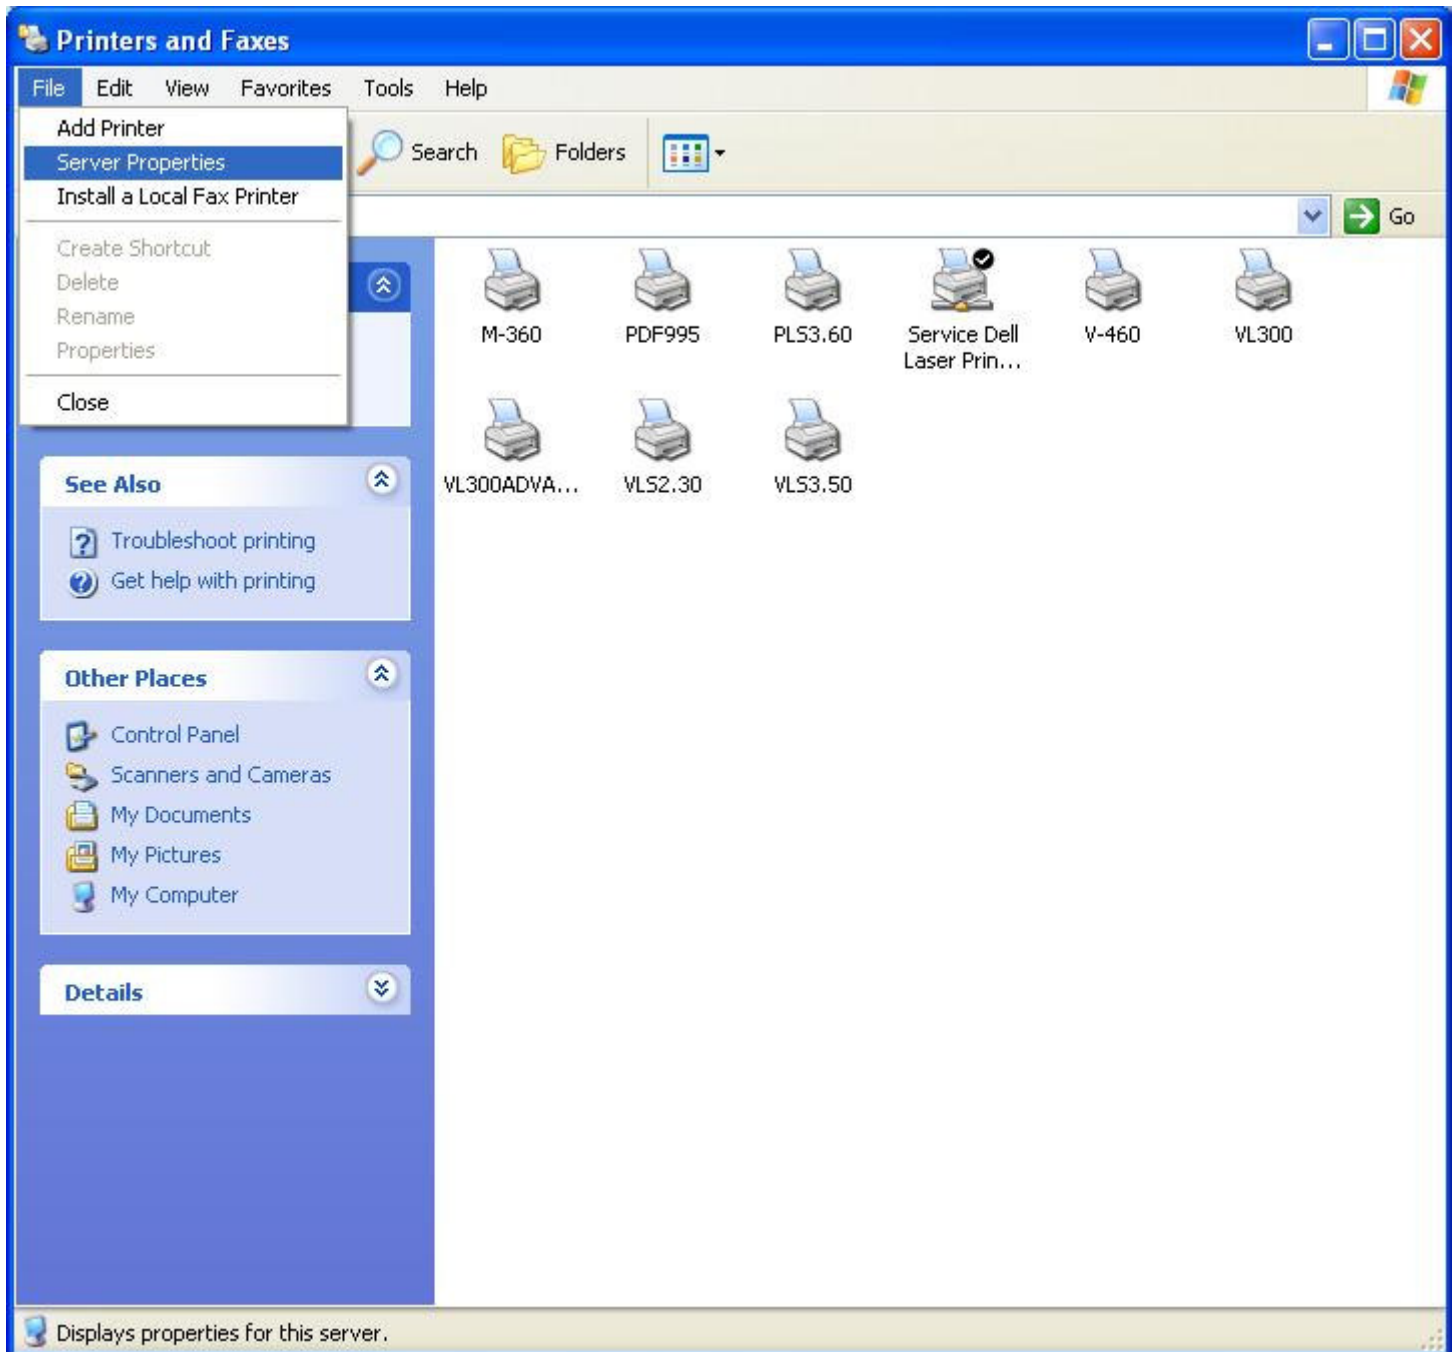 Printers and Faxes
File Edit View Favorites Tools Help
Add Printer
Server Properties
Install a Local Fax Printer
Create Shortcut
Delete
Rename
Properties
Close
Search Folders
Go
See Also
Troubleshoot printing
Get help with printing
Other Places
Control Panel
Scanners and Cameras
My Documents
My Pictures
My Computer
Details
M-360 PDF995 PLS3.60 Service Dell V-460 VL300
Laser Prin...
VL300ADVA... VLS2.30 VLS3.50
Displays properties for this server.